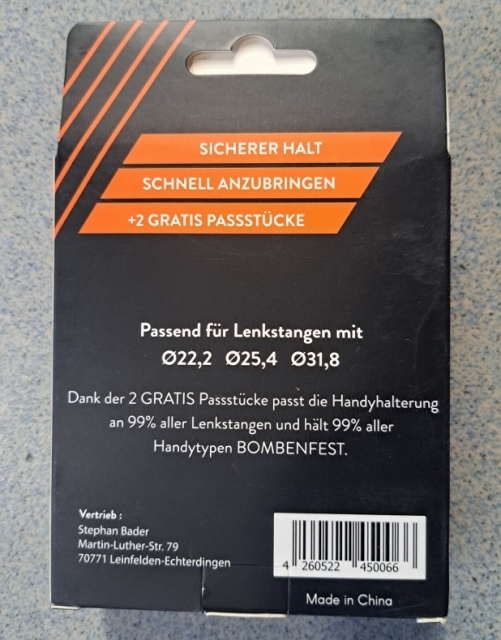 SICHERER HALT
SCHNELL ANZUBRINGEN
+2 GRATIS PASSSTÜCKE
Passend für Lenkstangen mit
Ø22,2 Ø25,4 Ø31,8
Dank der 2 GRATIS Passstücke passt die Handyhalterung
an 99% aller Lenkstangen und hält 99% aller
Handytypen BOMBENFEST.
Vertrieb :
Stephan Bader
Martin-Luther-Str. 79
70771 Leinfelden-Echterdingen
4 260522 450066
Made in China